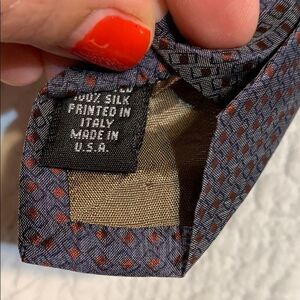 100% SILK
PRINTED IN
ITALY
MADE IN
U.S.A.